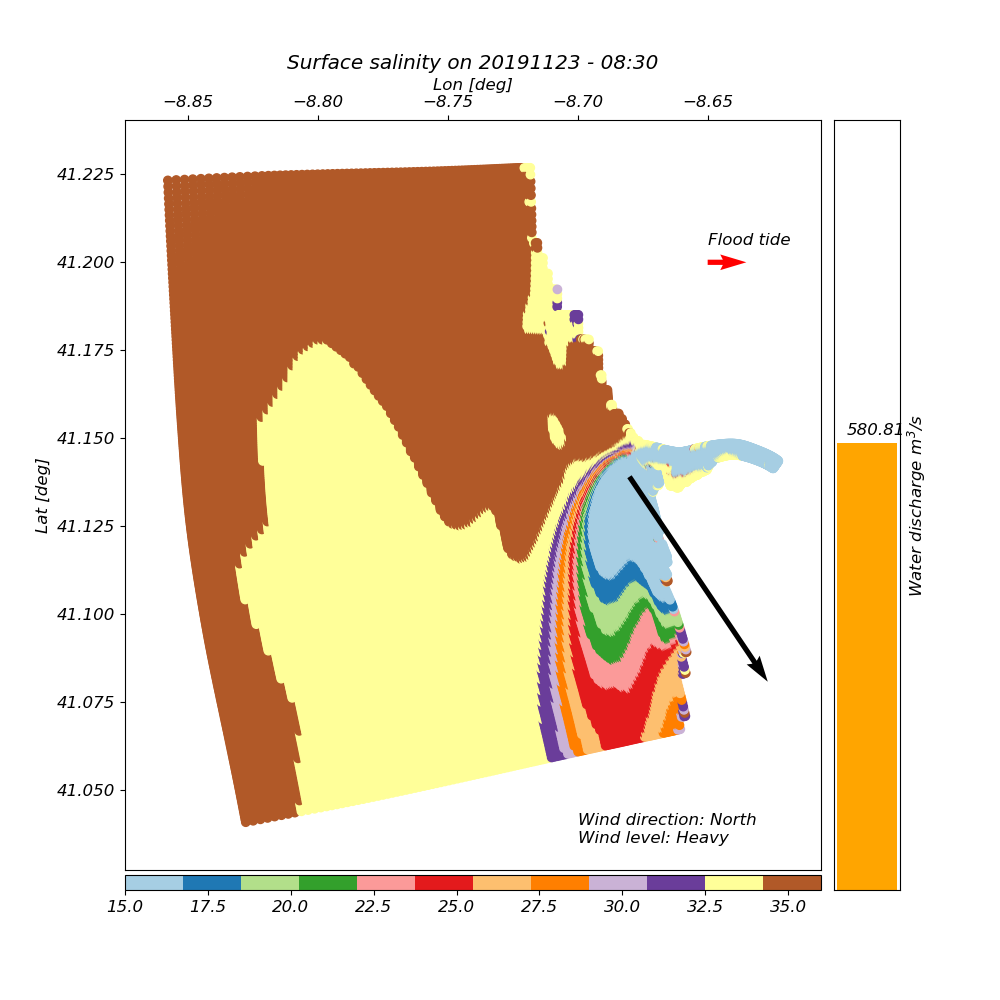 Surface salinity on 20191123 - 08:30
Lon [deg]
−8.85 −8.80 −8.75 −8.70 −8.65
41.225
41.200
41.175
41.150
41.125
41.100
41.075
41.050
Lat [deg]
Flood tide
580.81
Water discharge m³/s
Wind direction: North
Wind level: Heavy
15.0 17.5 20.0 22.5 25.0 27.5 30.0 32.5 35.0